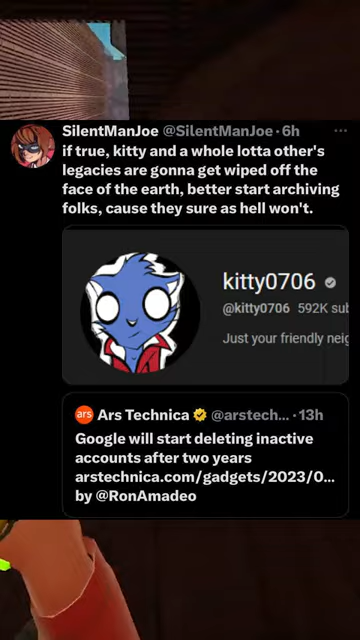 SilentManJoe @SilentManJoe · 6h
if true, kitty and a whole lotta other's
legacies are gonna get wiped off the
face of the earth, better start archiving
folks, cause they sure as hell won't.
kitty0706
@kitty0706 592K sub
Just your friendly neig
ars Ars Technica @arstech... · 13h
Google will start deleting inactive
accounts after two years
arstechnica.com/gadgets/2023/0...
by @RonAmadeo